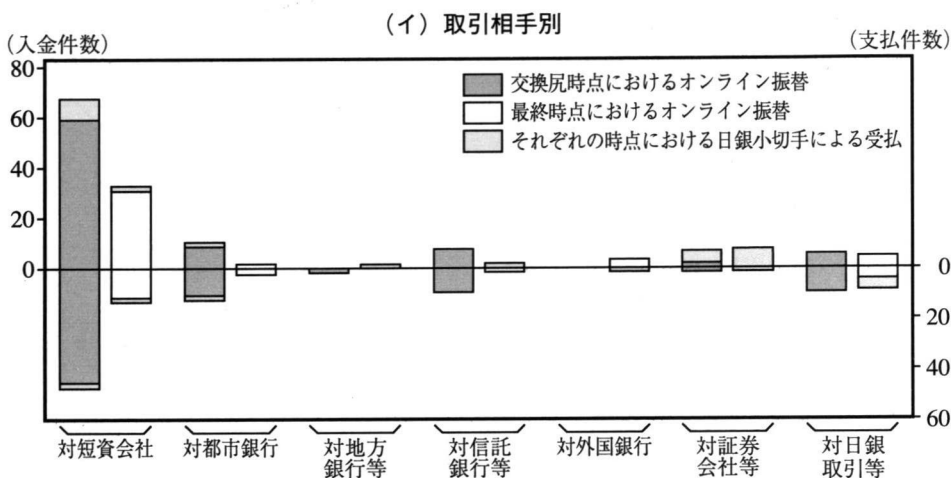 (イ) 取引相手別
(入金件数)
(支払件数)
80
60
40
20
0
0
20
40
60
交換尻時点におけるオンライン振替
最終時点におけるオンライン振替
それぞれの時点における日銀小切手による受払
対短資会社
対都市銀行
対地方
銀行等
対信託
銀行等
対外国銀行
対証券
会社等
対日銀
取引等